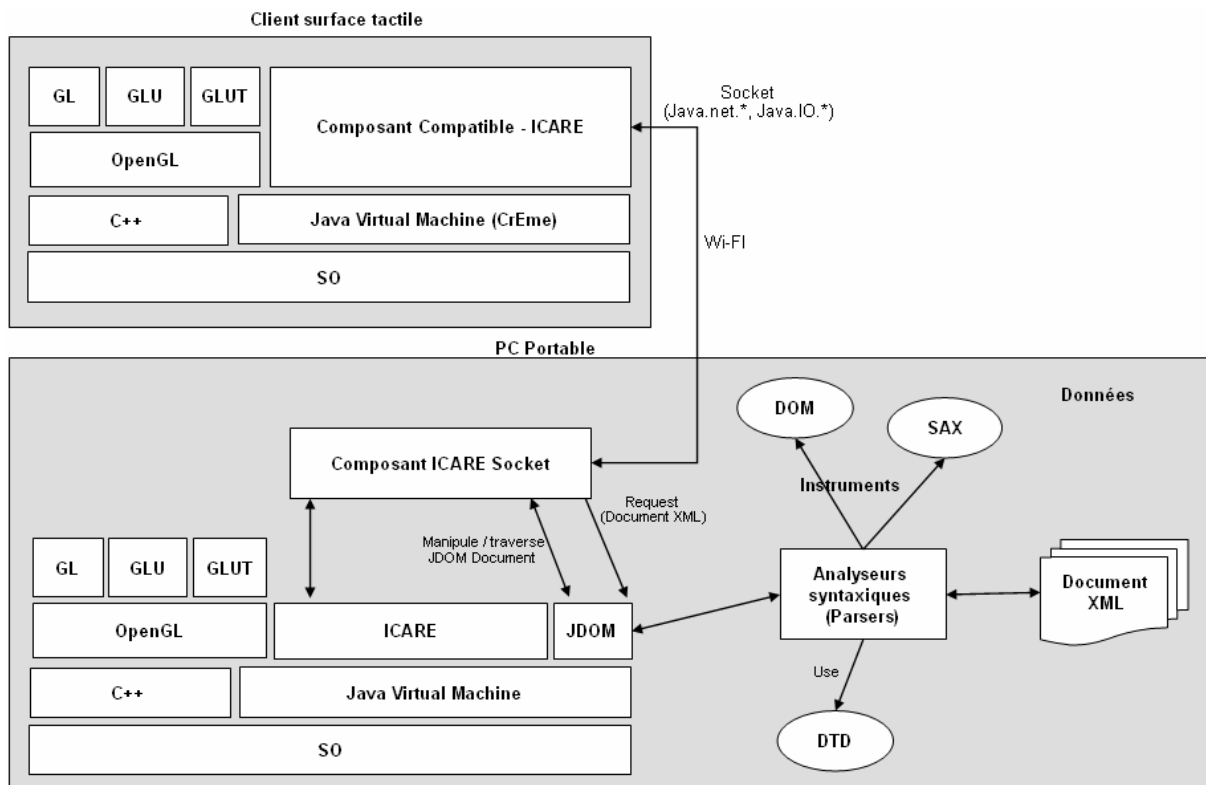 Client surface tactile
GL
GLU
GLUT
Composant Compatible - ICARE
OpenGL
C++
Java Virtual Machine (CrEme)
SO
Socket
(Java.net.*, Java.IO.*)
Wi-FI
PC Portable
Données
DOM
SAX
Instruments
Composant ICARE Socket
Request
(Document XML)
Manipule / traverse
JDOM Document
GL
GLU
GLUT
OpenGL
ICARE
JDOM
Analyseurs
syntaxiques
(Parsers)
Document
XML
C++
Java Virtual Machine
Use
SO
DTD